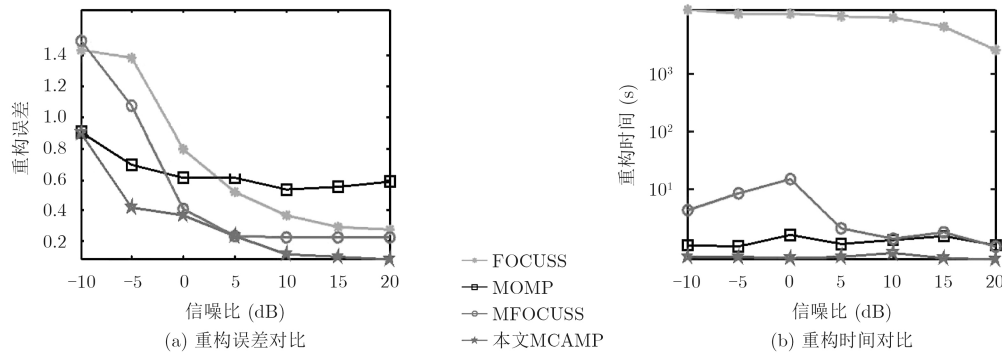 重构误差
1.4
1.2
1.0
0.8
0.6
0.4
0.2
−10 −5 0 5 10 15 20
信噪比 (dB)
(a) 重构误差对比
FOCUSS
MOMP
MFOCUSS
本文MCAMP
重构时间 (s)
10³
10²
10¹
−10 −5 0 5 10 15 20
信噪比 (dB)
(b) 重构时间对比